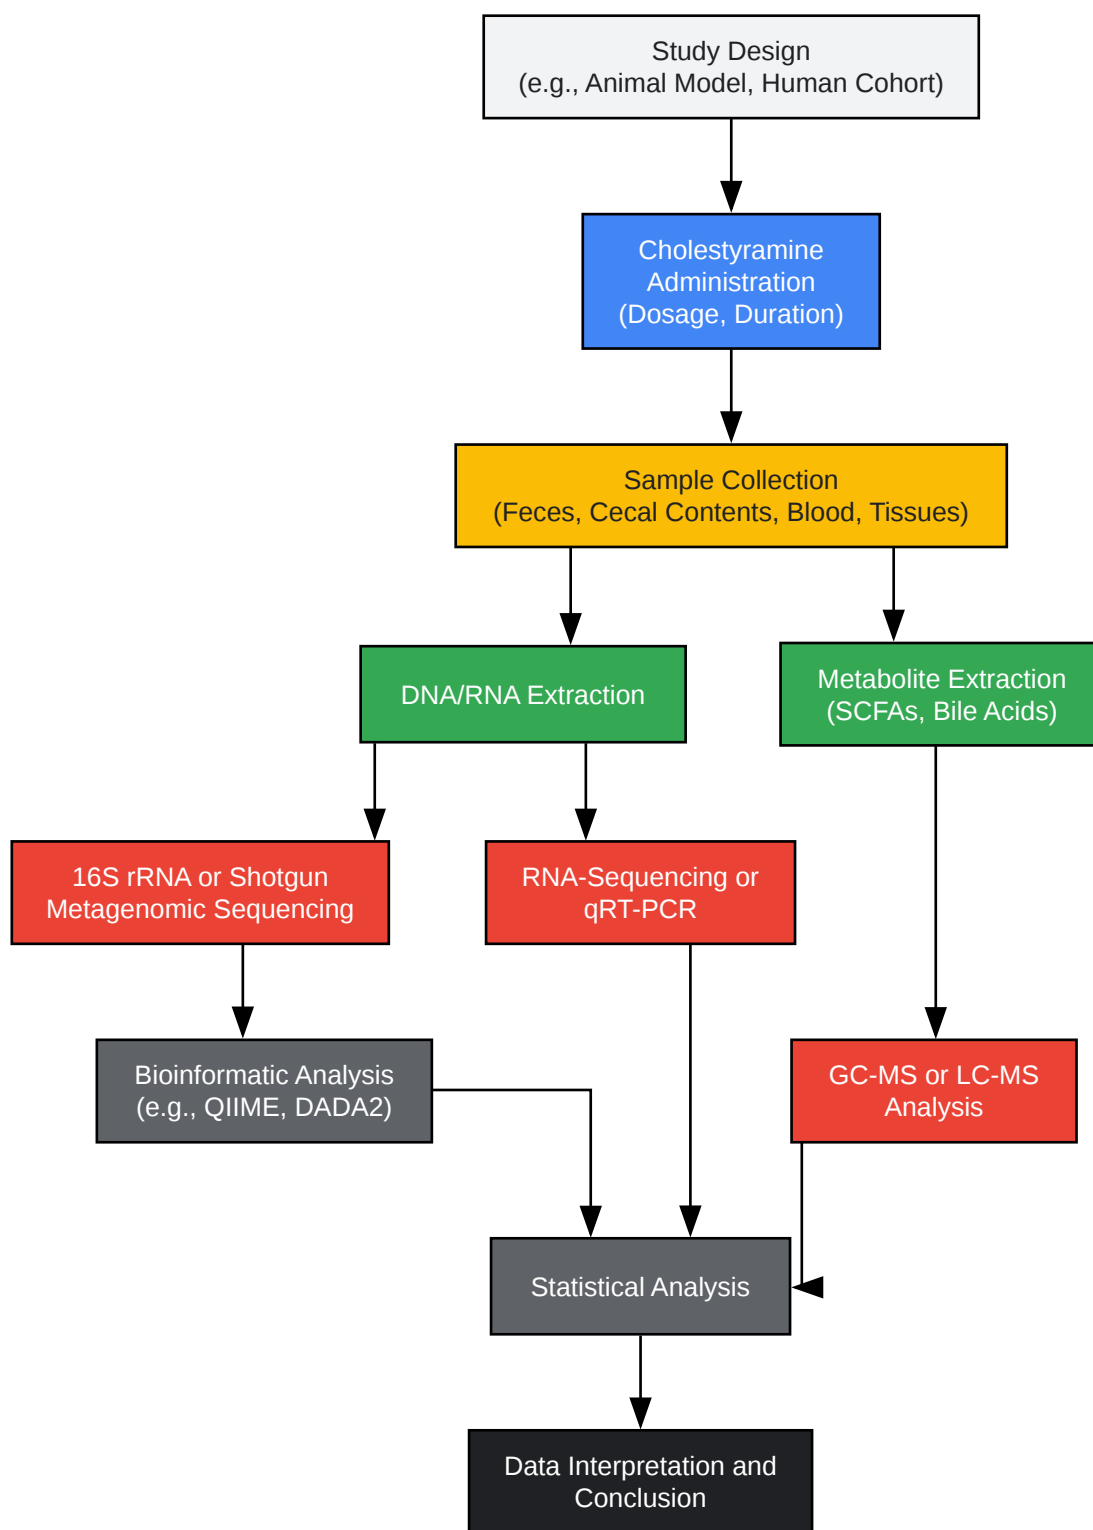 Study Design
(e.g., Animal Model, Human Cohort)
Cholestyramine
Administration
(Dosage, Duration)
Sample Collection
(Feces, Cecal Contents, Blood, Tissues)
DNA/RNA Extraction
Metabolite Extraction
(SCFAs, Bile Acids)
16S rRNA or Shotgun
Metagenomic Sequencing
RNA-Sequencing or
qRT-PCR
Bioinformatic Analysis
(e.g., QIIME, DADA2)
GC-MS or LC-MS
Analysis
Statistical Analysis
Data Interpretation and
Conclusion